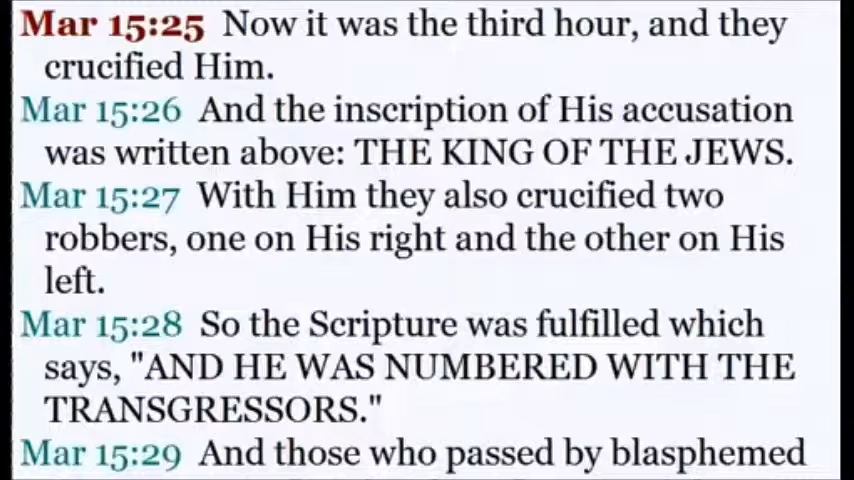 Mar 15:25 Now it was the third hour, and they
crucified Him.
Mar 15:26 And the inscription of His accusation
was written above: THE KING OF THE JEWS.
Mar 15:27 With Him they also crucified two
robbers, one on His right and the other on His
left.
Mar 15:28 So the Scripture was fulfilled which
says, "AND HE WAS NUMBERED WITH THE
TRANSGRESSORS."
Mar 15:29 And those who passed by blasphemed